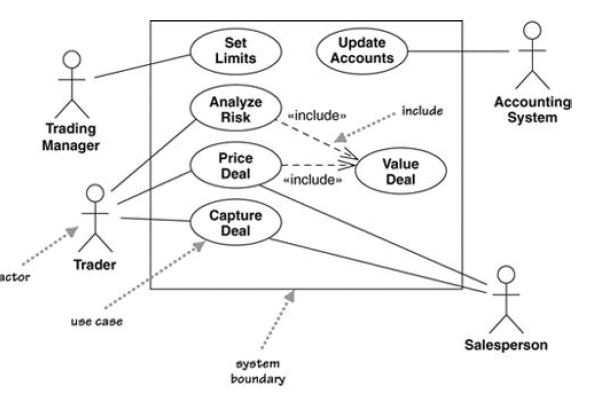 Set
Limits
Update
Accounts
Trading
Manager
Accounting
System
Analyze
Risk
«include»
include
Price
Deal
«include»
Value
Deal
Capture
Deal
Trader
actor
use case
system
boundary
Salesperson